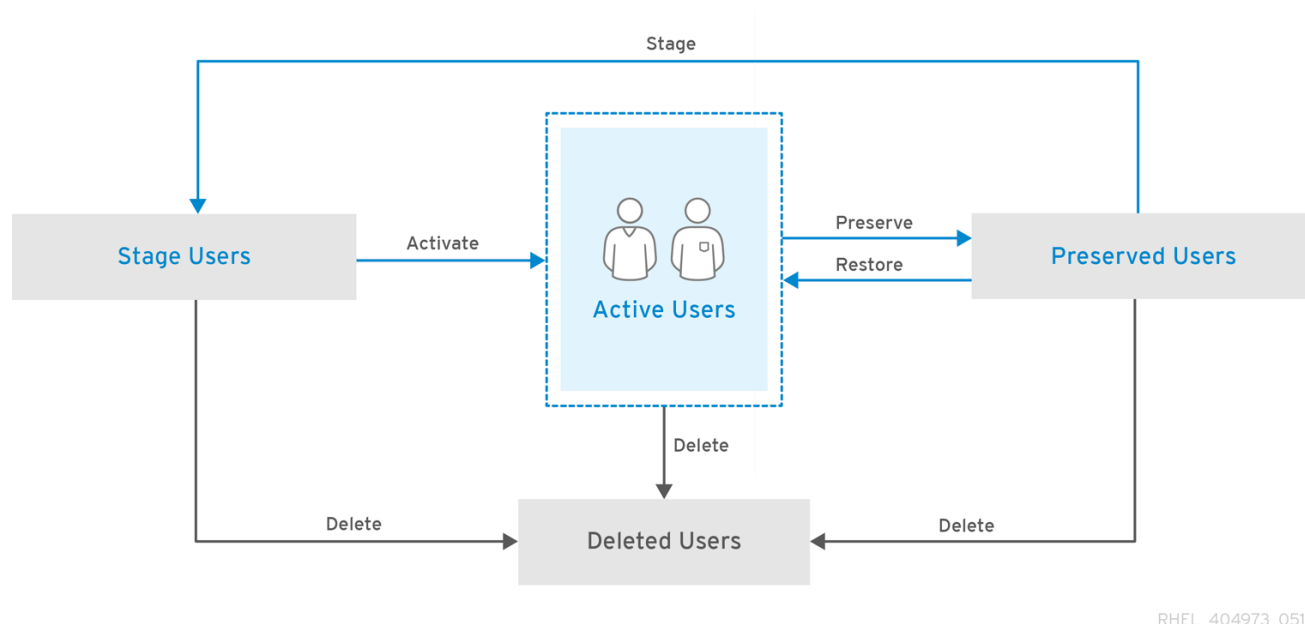 Stage
Stage Users
Activate
Active Users
Preserve
Restore
Preserved Users
Delete
Delete
Deleted Users
Delete
RHEL_404973_051